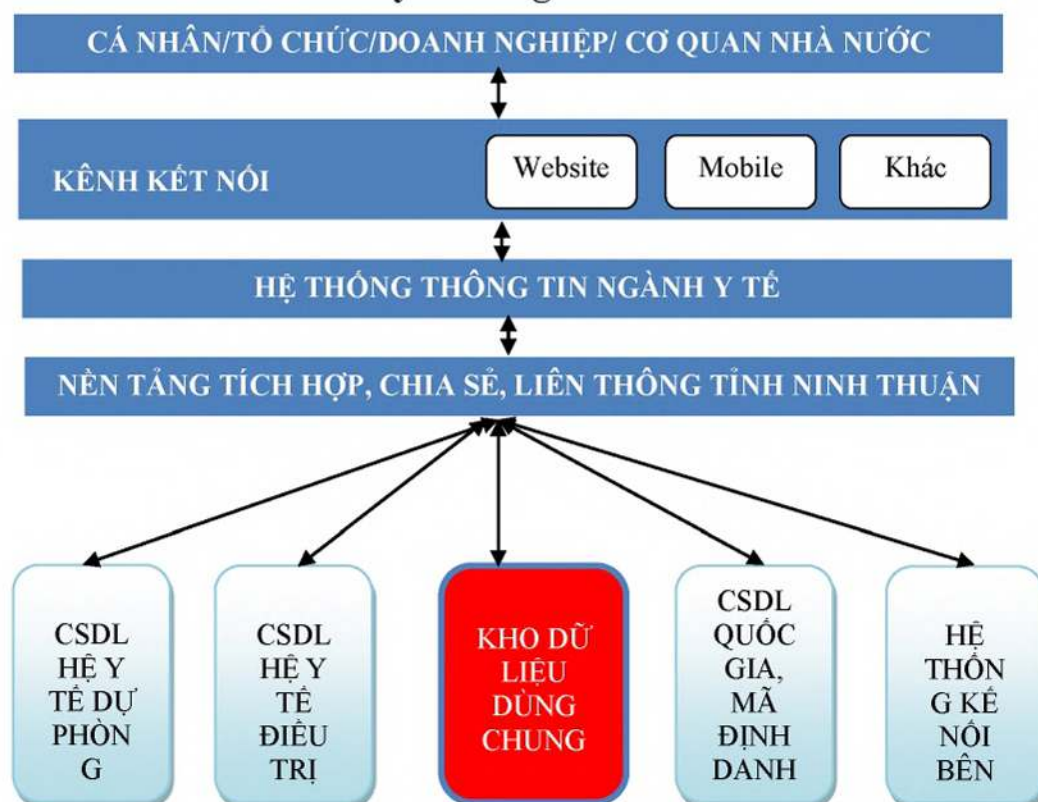 CÁ NHÂN/TỔ CHỨC/DOANH NGHIỆP/ CƠ QUAN NHÀ NƯỚC
KÊNH KẾT NỐI
Website
Mobile
Khác
HỆ THỐNG THÔNG TIN NGÀNH Y TẾ
NỀN TẢNG TÍCH HỢP, CHIA SẺ, LIÊN THÔNG TỈNH NINH THUẬN
CSDL
HỆ Y
TẾ DỰ
PHÒN
G
CSDL
HỆ Y
TẾ
ĐIỀU
TRỊ
KHO DỮ
LIỆU
DÙNG
CHUNG
CSDL
QUỐC
GIA,
MÃ
ĐỊNH
DANH
HỆ
THỐN
G KẾ
NỐI
BÊN